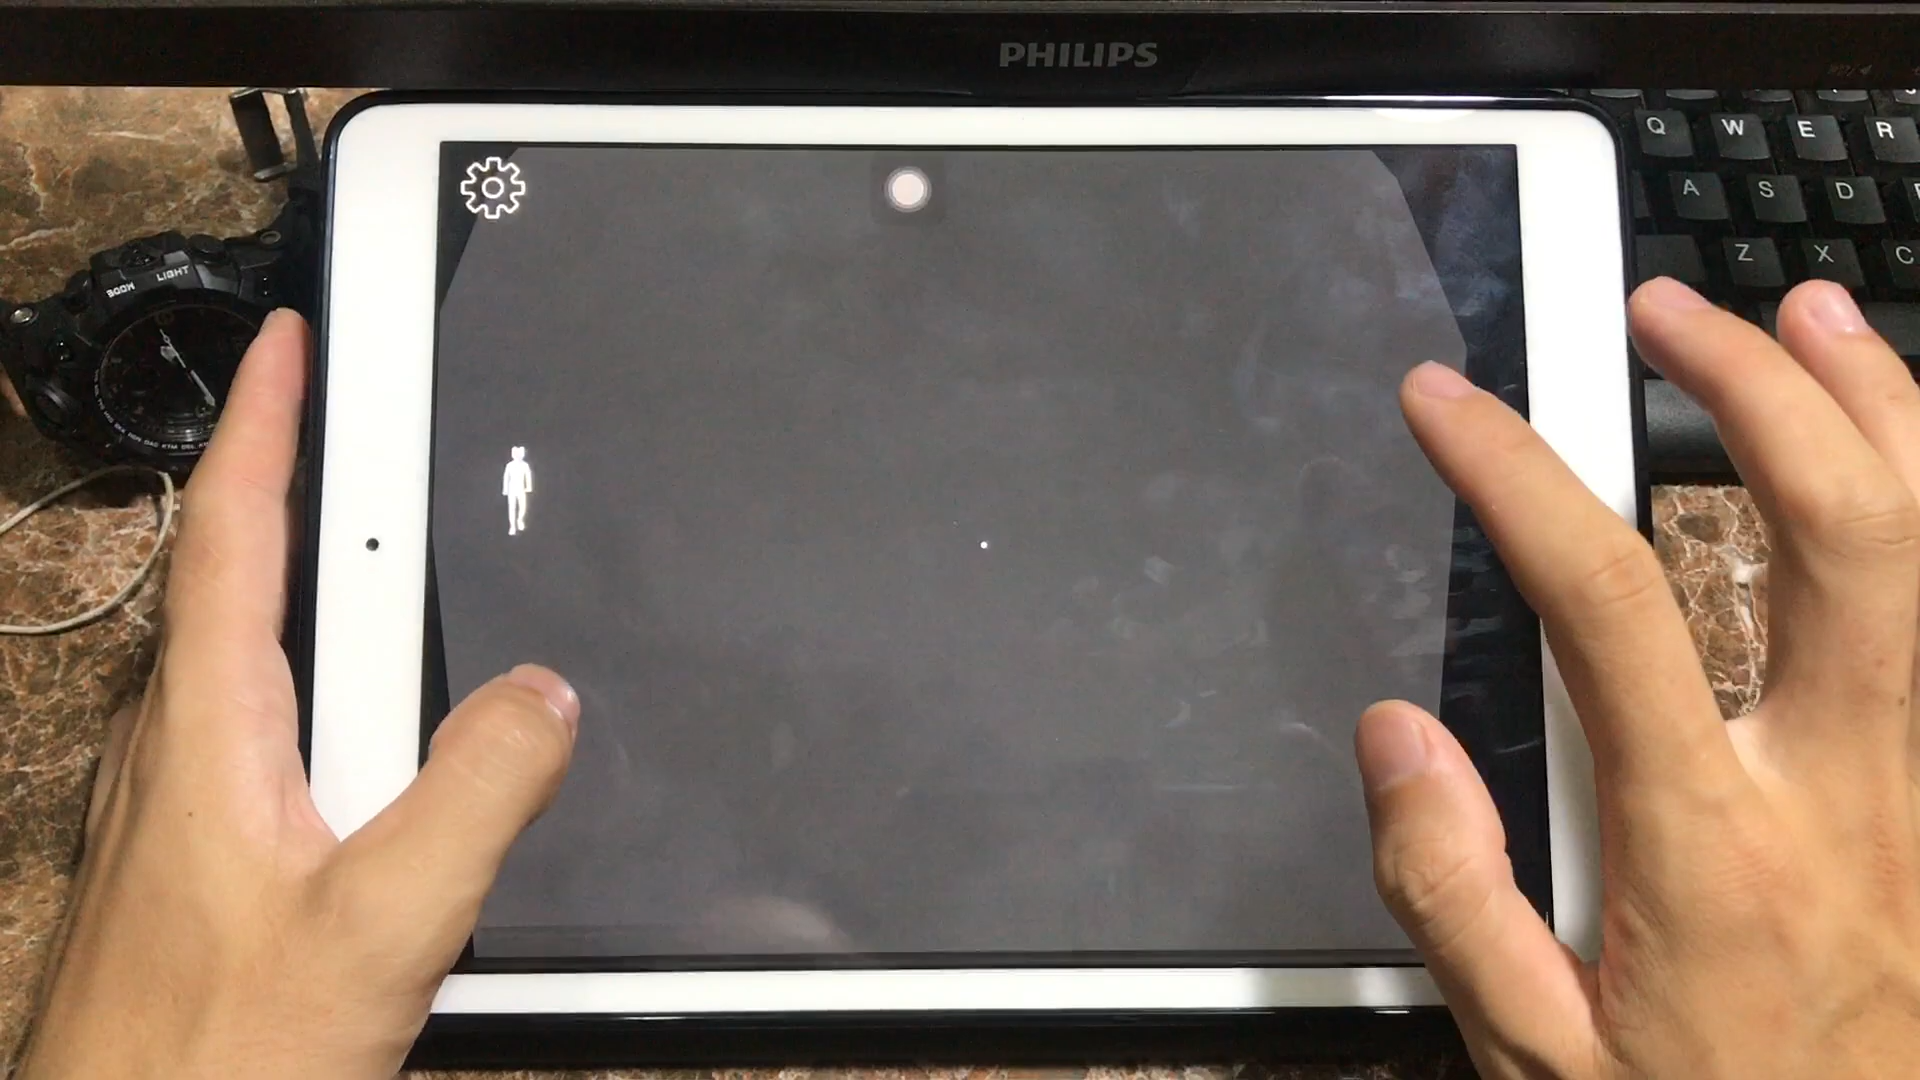 PHILIPS
Q W E R
A S D
Z X C
MODE LIGHT